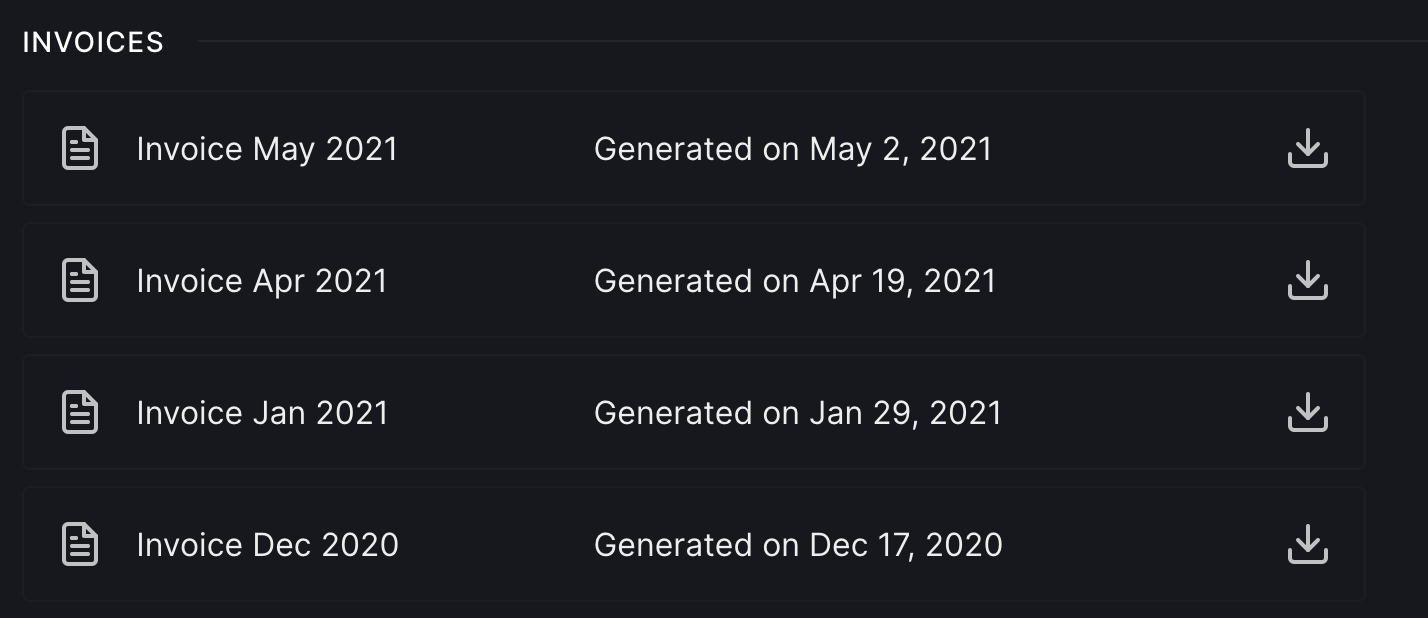 INVOICES
Invoice May 2021 Generated on May 2, 2021
Invoice Apr 2021 Generated on Apr 19, 2021
Invoice Jan 2021 Generated on Jan 29, 2021
Invoice Dec 2020 Generated on Dec 17, 2020